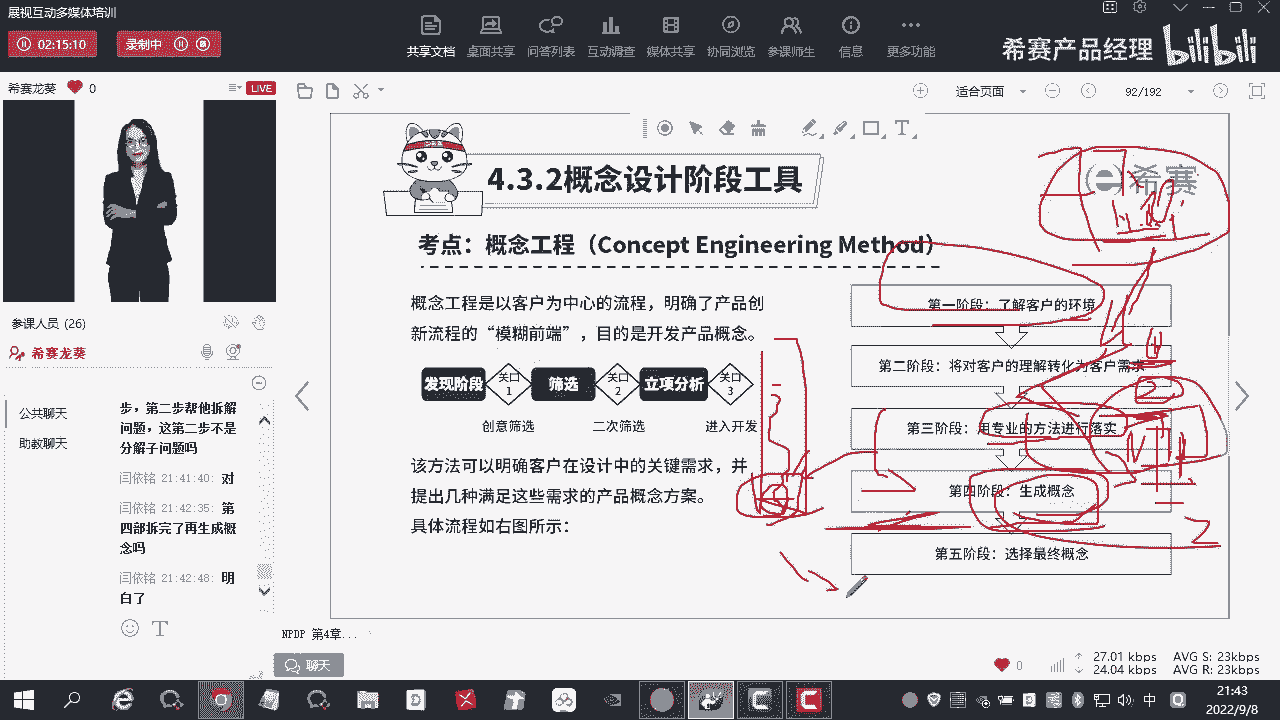 展视互动多媒体培训
02:15:10
录制中
共享文档
桌面共享
问答列表
互动调查
媒体共享
协同浏览
参课师生
信息
更多功能
希赛产品经理
bilibili
希赛龙葵 0
LIVE
适合页面
92/192
参课人员 (26)
希赛龙葵
公共聊天
助教聊天
步，第二步帮他拆解
问题，这第二步不是
分解子问题吗
闫依铭 21:41:40: 对
闫依铭 21:42:35: 第
四部拆完了再生成概
念吗
闫依铭 21:42:48: 明
白了
T
希赛
4.3.2概念设计阶段工具
考点：概念工程（Concept Engineering Method）
概念工程是以客户为中心的流程，明确了产品创
新流程的“模糊前端”，目的是开发产品概念。
发现阶段
关口
1
筛选
关口
2
立项分析
关口
3
创意筛选
二次筛选
进入开发
该方法可以明确客户在设计中的关键需求，并
提出几种满足这些需求的产品概念方案。
具体流程如右图所示：
第一阶段：了解客户的环境
第二阶段：将对客户的理解转化为客户需求
第三阶段：用专业的方法进行落实
第四阶段：生成概念
第五阶段：选择最终概念
NPDP 第4章...
聊天
0
27.01 kbps
24.04 kbps
AVG S: 23kbps
AVG R: 23kbps
中
21:43
2022/9/8